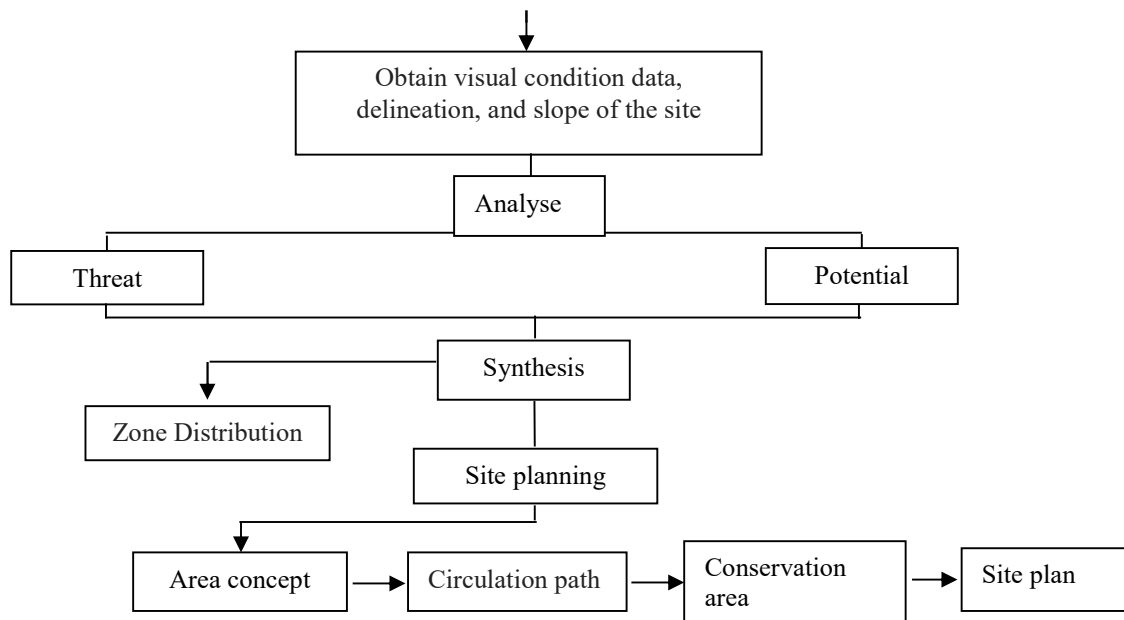 Obtain visual condition data,
delineation, and slope of the site
Analyse
Threat
Potential
Synthesis
Zone Distribution
Site planning
Area concept
Circulation path
Conservation
area
Site plan